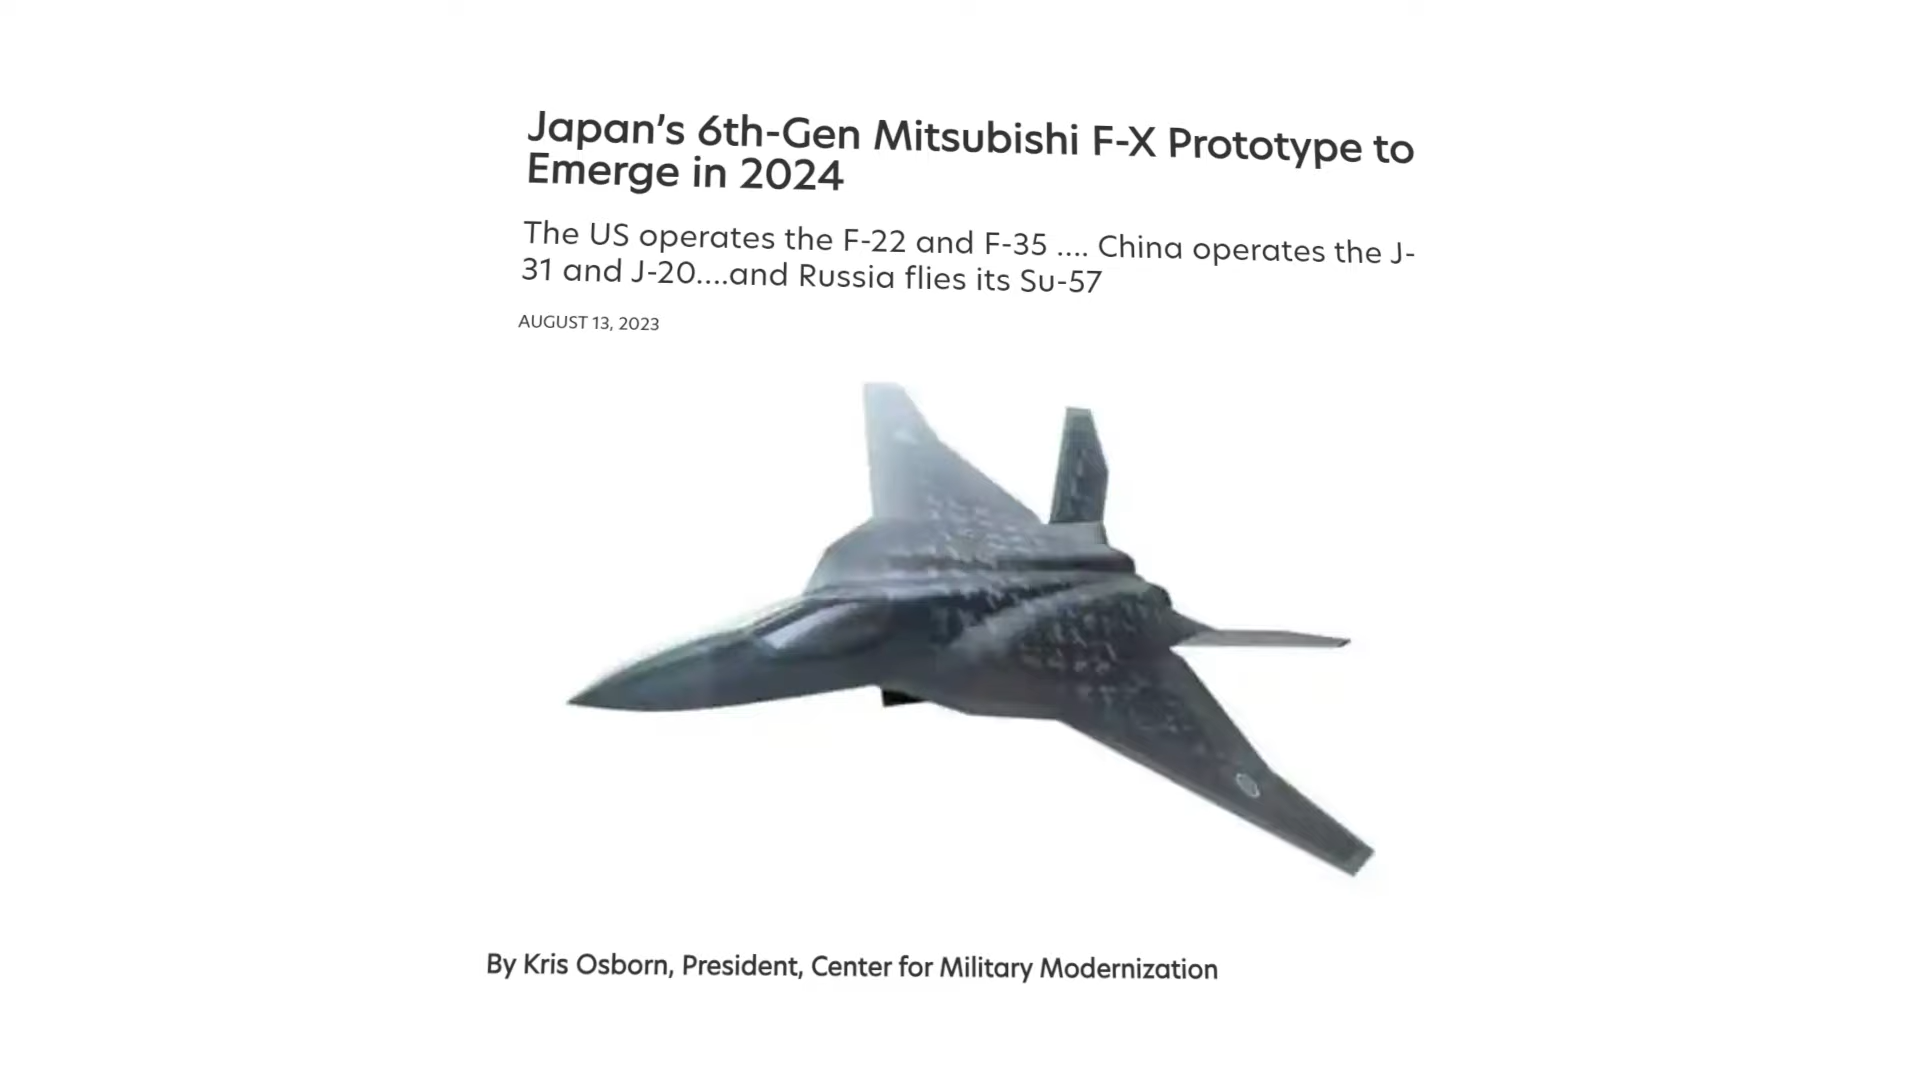 Japan’s 6th-Gen Mitsubishi F-X Prototype to
Emerge in 2024
The US operates the F-22 and F-35 .... China operates the J-
31 and J-20....and Russia flies its Su-57
AUGUST 13, 2023
By Kris Osborn, President, Center for Military Modernization